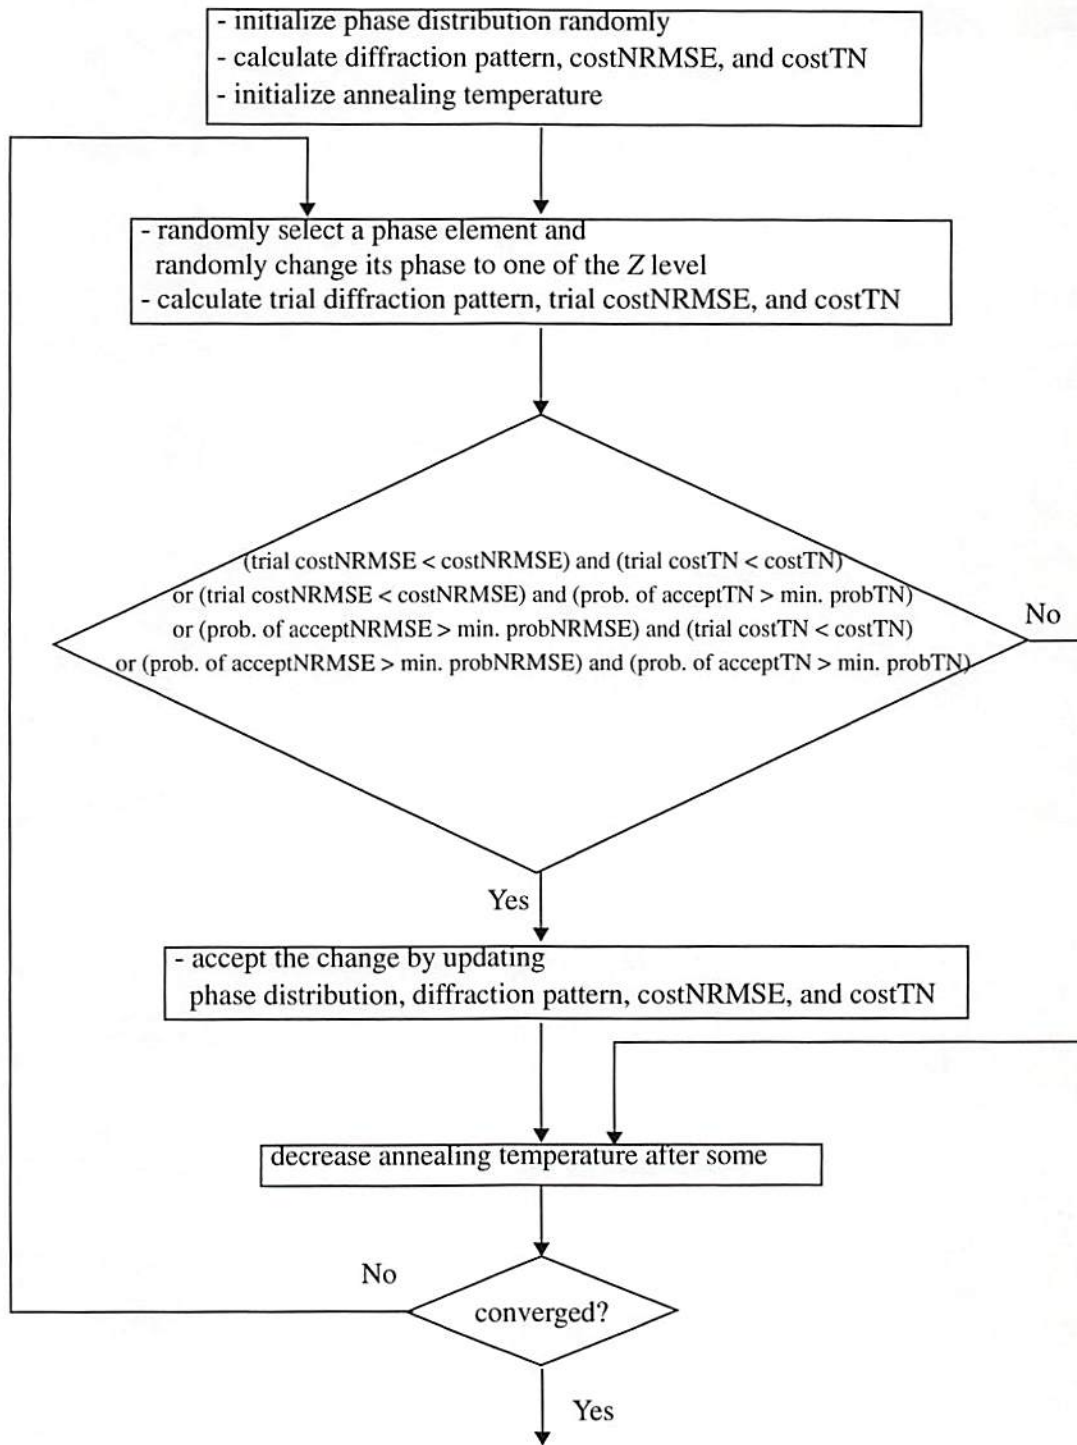 - initialize phase distribution randomly
- calculate diffraction pattern, costNRMSE, and costTN
- initialize annealing temperature
- randomly select a phase element and
randomly change its phase to one of the Z level
- calculate trial diffraction pattern, trial costNRMSE, and costTN
(trial costNRMSE < costNRMSE) and (trial costTN < costTN)
or (trial costNRMSE < costNRMSE) and (prob. of acceptTN > min. probTN)
or (prob. of acceptNRMSE > min. probNRMSE) and (trial costTN < costTN)
or (prob. of acceptNRMSE > min. probNRMSE) and (prob. of acceptTN > min. probTN)
No
Yes
- accept the change by updating
phase distribution, diffraction pattern, costNRMSE, and costTN
decrease annealing temperature after some
No
converged?
Yes